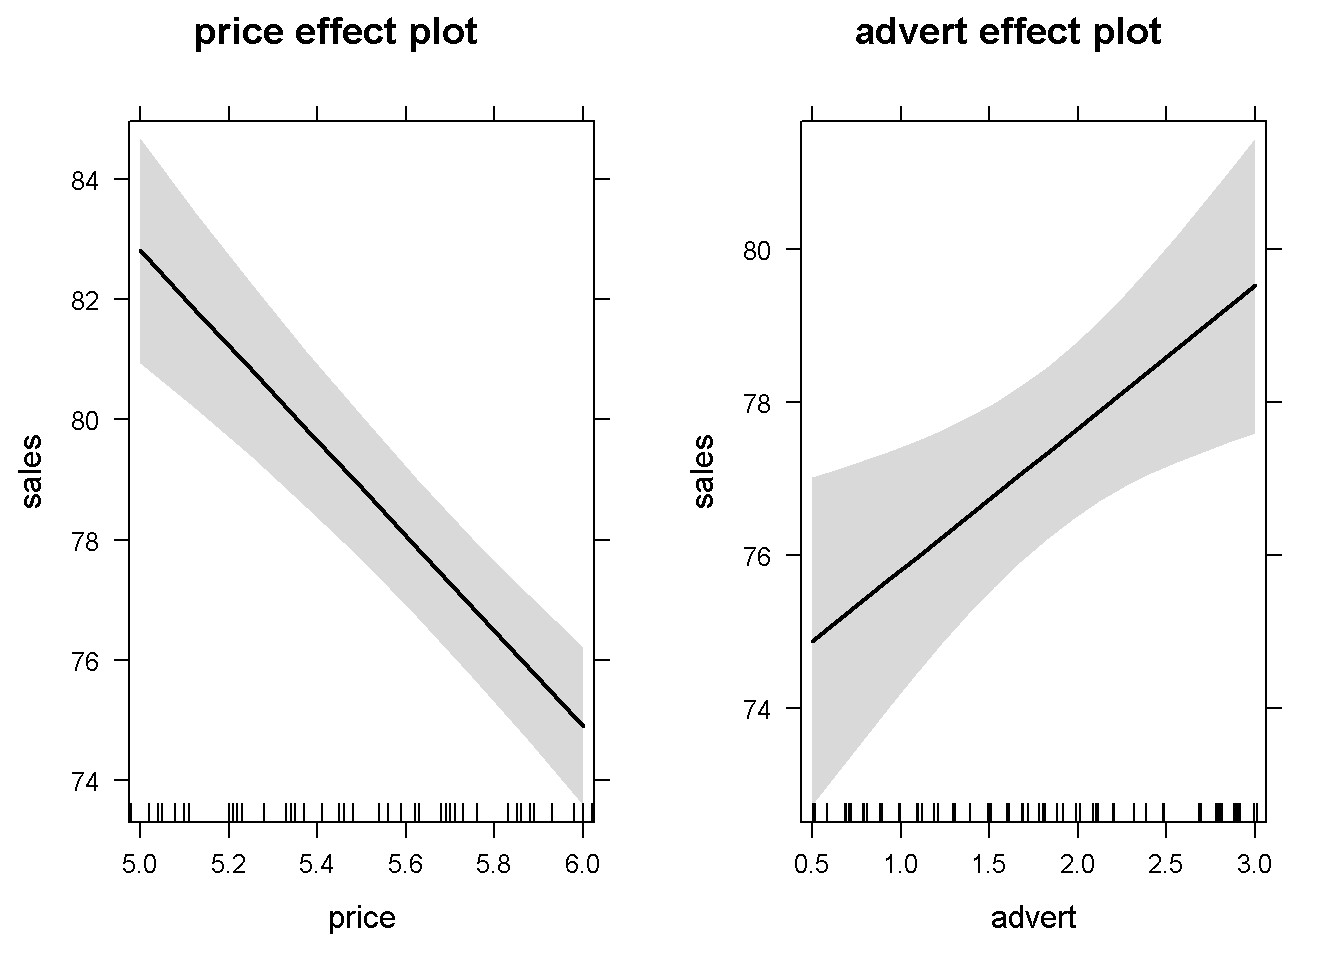 price effect plot
84
82
80
78
76
74
sales
5.0 5.2 5.4 5.6 5.8 6.0
price
advert effect plot
80
78
76
74
sales
0.5 1.0 1.5 2.0 2.5 3.0
advert